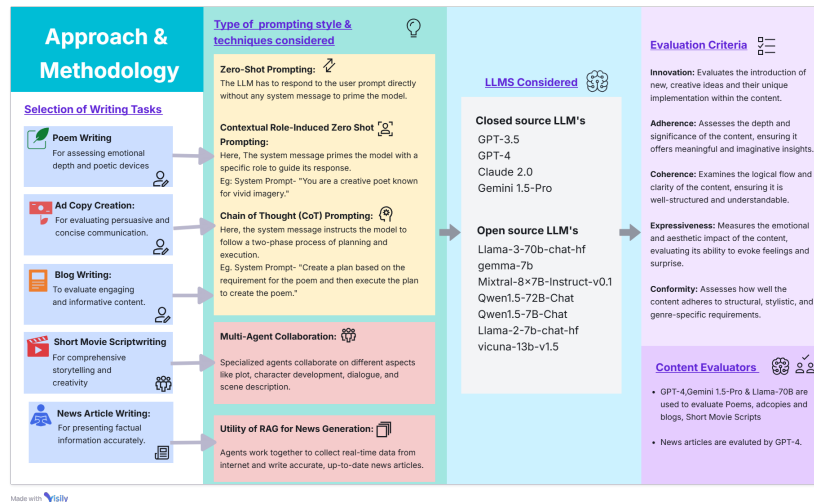 Approach &
Methodology
Selection of Writing Tasks
Poem Writing
For assessing emotional
depth and poetic devices
Ad Copy Creation:
For evaluating persuasive and
concise communication.
Blog Writing:
To evaluate engaging
and informative content.
Short Movie Scriptwriting
For comprehensive
storytelling and
creativity
News Article Writing:
For presenting factual
information accurately.
Type of prompting style &
techniques considered
Zero-Shot Prompting:
The LLM has to respond to the user prompt directly
without any system message to prime the model.
Contextual Role-Induced Zero Shot
Prompting:
Here, The system message primes the model with a
specific role to guide its response.
Eg: System Prompt- "You are a creative poet known
for vivid imagery."
Chain of Thought (CoT) Prompting:
Here, the system message instructs the model to
follow a two-phase process of planning and
execution.
Eg. System Prompt- "Create a plan based on the
requirement for the poem and then execute the plan
to create the poem."
Multi-Agent Collaboration:
Specialized agents collaborate on different aspects
like plot, character development, dialogue, and
scene description.
Utility of RAG for News Generation:
Agents work together to collect real-time data from
internet and write accurate, up-to-date news articles.
LLMS Considered
Closed source LLM's
GPT-3.5
GPT-4
Claude 2.0
Gemini 1.5-Pro
Open source LLM's
Llama-3-70b-chat-hf
gemma-7b
Mixtral-8×7B-Instruct-v0.1
Qwen1.5-72B-Chat
Qwen1.5-7B-Chat
Llama-2-7b-chat-hf
vicuna-13b-v1.5
Evaluation Criteria
Innovation: Evaluates the introduction of
new, creative ideas and their unique
implementation within the content.
Adherence: Assesses the depth and
significance of the content, ensuring it
offers meaningful and imaginative insights.
Coherence: Examines the logical flow and
clarity of the content, ensuring it is
well-structured and understandable.
Expressiveness: Measures the emotional
and aesthetic impact of the content,
evaluating its ability to evoke feelings and
surprise.
Conformity: Assesses how well the
content adheres to structural, stylistic, and
genre-specific requirements.
Content Evaluators
• GPT-4,Gemini 1.5-Pro & Llama-70B are
used to evaluate Poems, adcopies and
blogs, Short Movie Scripts
• News articles are evaluted by GPT-4.
Made with Visily